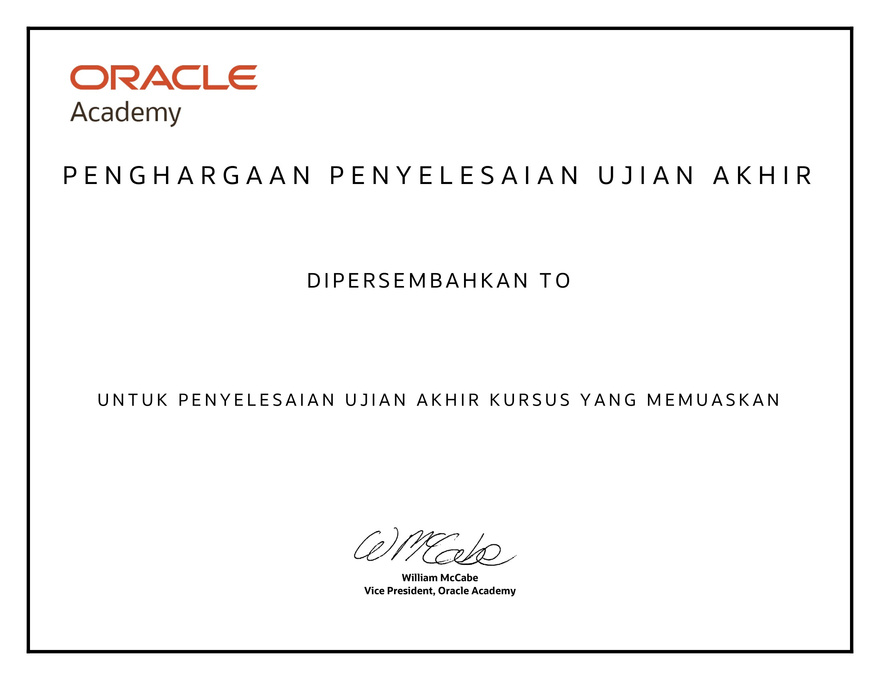 ORACLE
Academy
PENGHARGAAN PENYELESAIAN UJIAN AKHIR
DIPERSEMBAHKAN TO
UNTUK PENYELESAIAN UJIAN AKHIR KURSUS YANG MEMUASKAN
W McCabe
William McCabe
Vice President, Oracle Academy